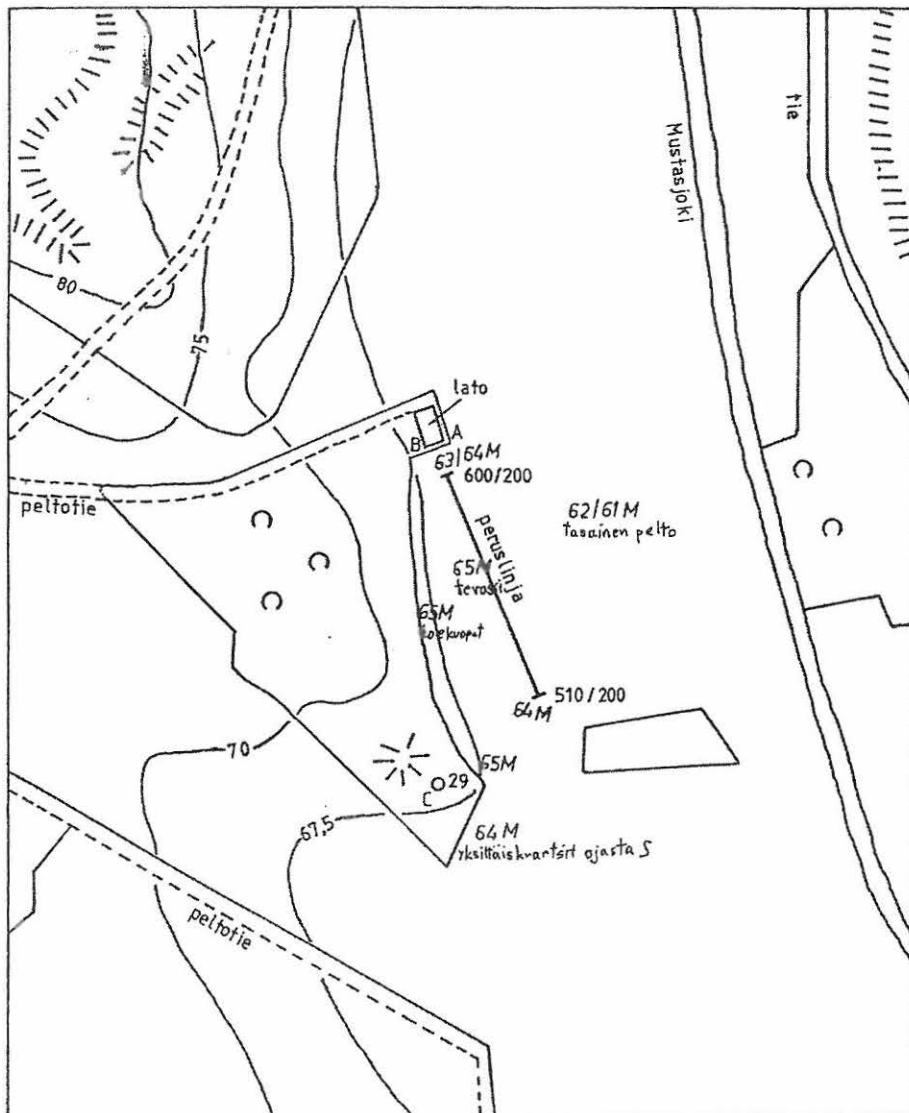 Mustasjoki
tie
80
75
lato
B
A
63/64M
600/200
peltotie
62/61M
tasainen pelto
peruslinja
65M
65M
koekuopat
510/200
64M
70
65M
29
C
67,5
64M
Yksittäiskvartsit ojasta S
peltotie